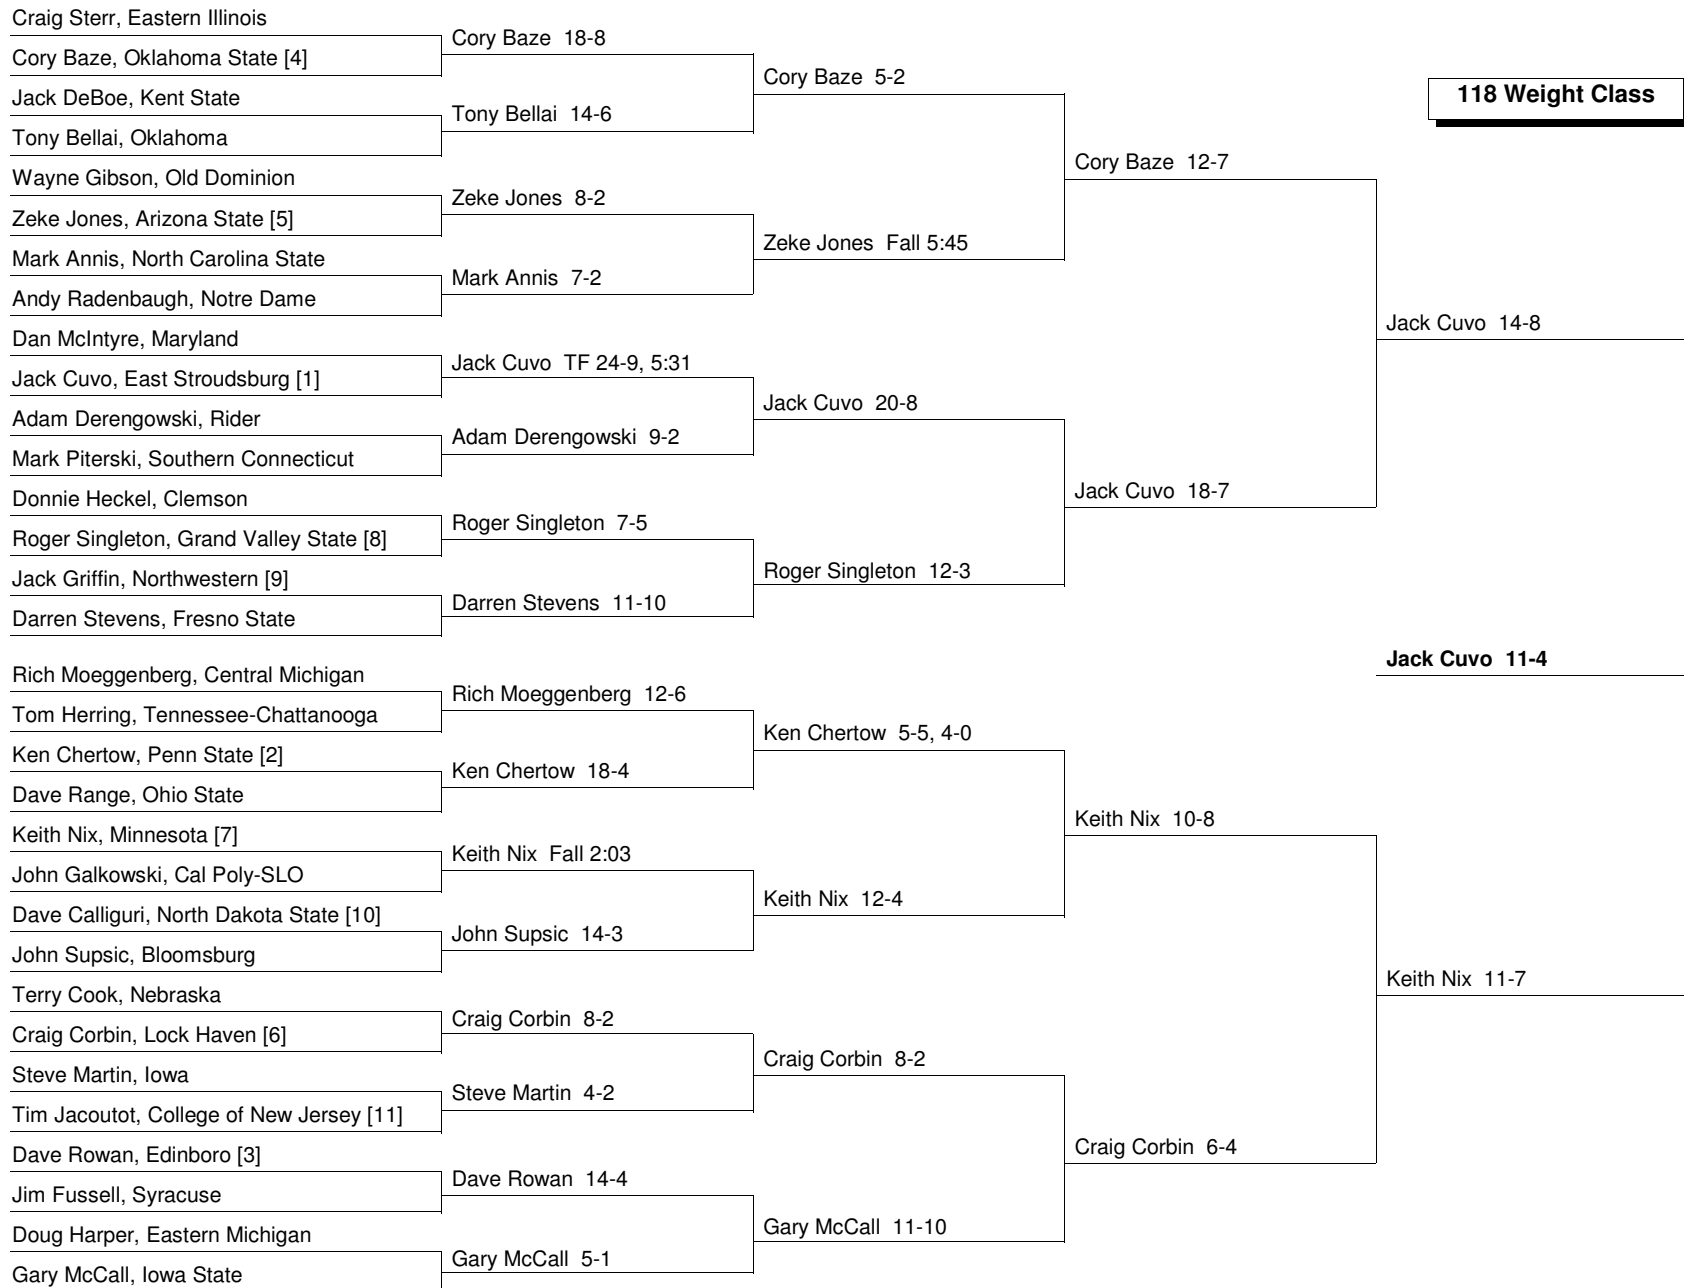 Craig Sterr, Eastern Illinois
Cory Baze, Oklahoma State [4]
Jack DeBoe, Kent State
Tony Bellai, Oklahoma
Wayne Gibson, Old Dominion
Zeke Jones, Arizona State [5]
Mark Annis, North Carolina State
Andy Radenbaugh, Notre Dame
Dan McIntyre, Maryland
Jack Cuvo, East Stroudsburg [1]
Adam Derengowski, Rider
Mark Piterski, Southern Connecticut
Donnie Heckel, Clemson
Roger Singleton, Grand Valley State [8]
Jack Griffin, Northwestern [9]
Darren Stevens, Fresno State
Rich Moeggenberg, Central Michigan
Tom Herring, Tennessee-Chattanooga
Ken Chertow, Penn State [2]
Dave Range, Ohio State
Keith Nix, Minnesota [7]
John Galkowski, Cal Poly-SLO
Dave Calliguri, North Dakota State [10]
John Supsic, Bloomsburg
Terry Cook, Nebraska
Craig Corbin, Lock Haven [6]
Steve Martin, Iowa
Tim Jacoutot, College of New Jersey [11]
Dave Rowan, Edinboro [3]
Jim Fussell, Syracuse
Doug Harper, Eastern Michigan
Gary McCall, Iowa State
Cory Baze 18-8
Tony Bellai 14-6
Zeke Jones 8-2
Mark Annis 7-2
Jack Cuvo TF 24-9, 5:31
Adam Derengowski 9-2
Roger Singleton 7-5
Darren Stevens 11-10
Rich Moeggenberg 12-6
Ken Chertow 18-4
Keith Nix Fall 2:03
John Supsic 14-3
Craig Corbin 8-2
Steve Martin 4-2
Dave Rowan 14-4
Gary McCall 5-1
Cory Baze 5-2
Zeke Jones Fall 5:45
Jack Cuvo 20-8
Roger Singleton 12-3
Ken Chertow 5-5, 4-0
Keith Nix 12-4
Craig Corbin 8-2
Gary McCall 11-10
Cory Baze 12-7
Jack Cuvo 18-7
Keith Nix 10-8
Craig Corbin 6-4
118 Weight Class
Jack Cuvo 14-8
Jack Cuvo 11-4
Keith Nix 11-7